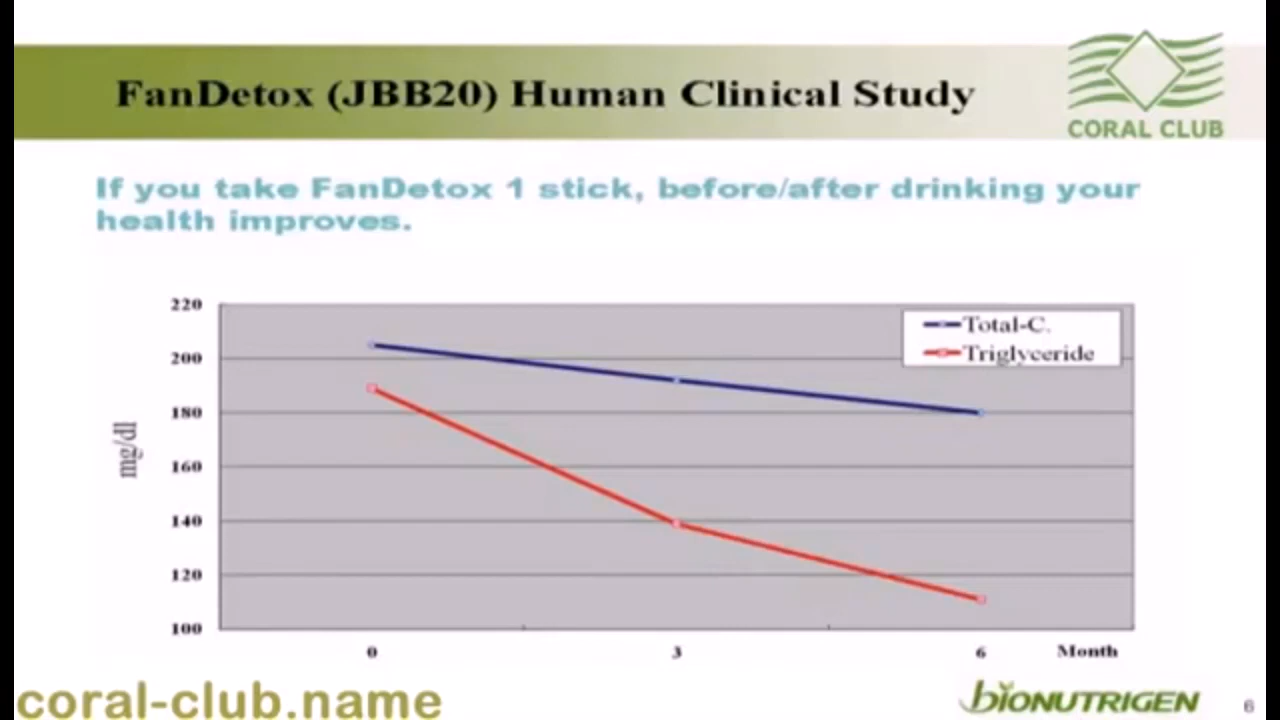 FanDetox (JBB20) Human Clinical Study
CORAL CLUB
If you take FanDetox 1 stick, before/after drinking your
health improves.
220
200
180
160
140
120
100
mg/dl
Total-C.
Triglyceride
0 3 6 Month
coral-club.name
BIONUTRIGEN
6